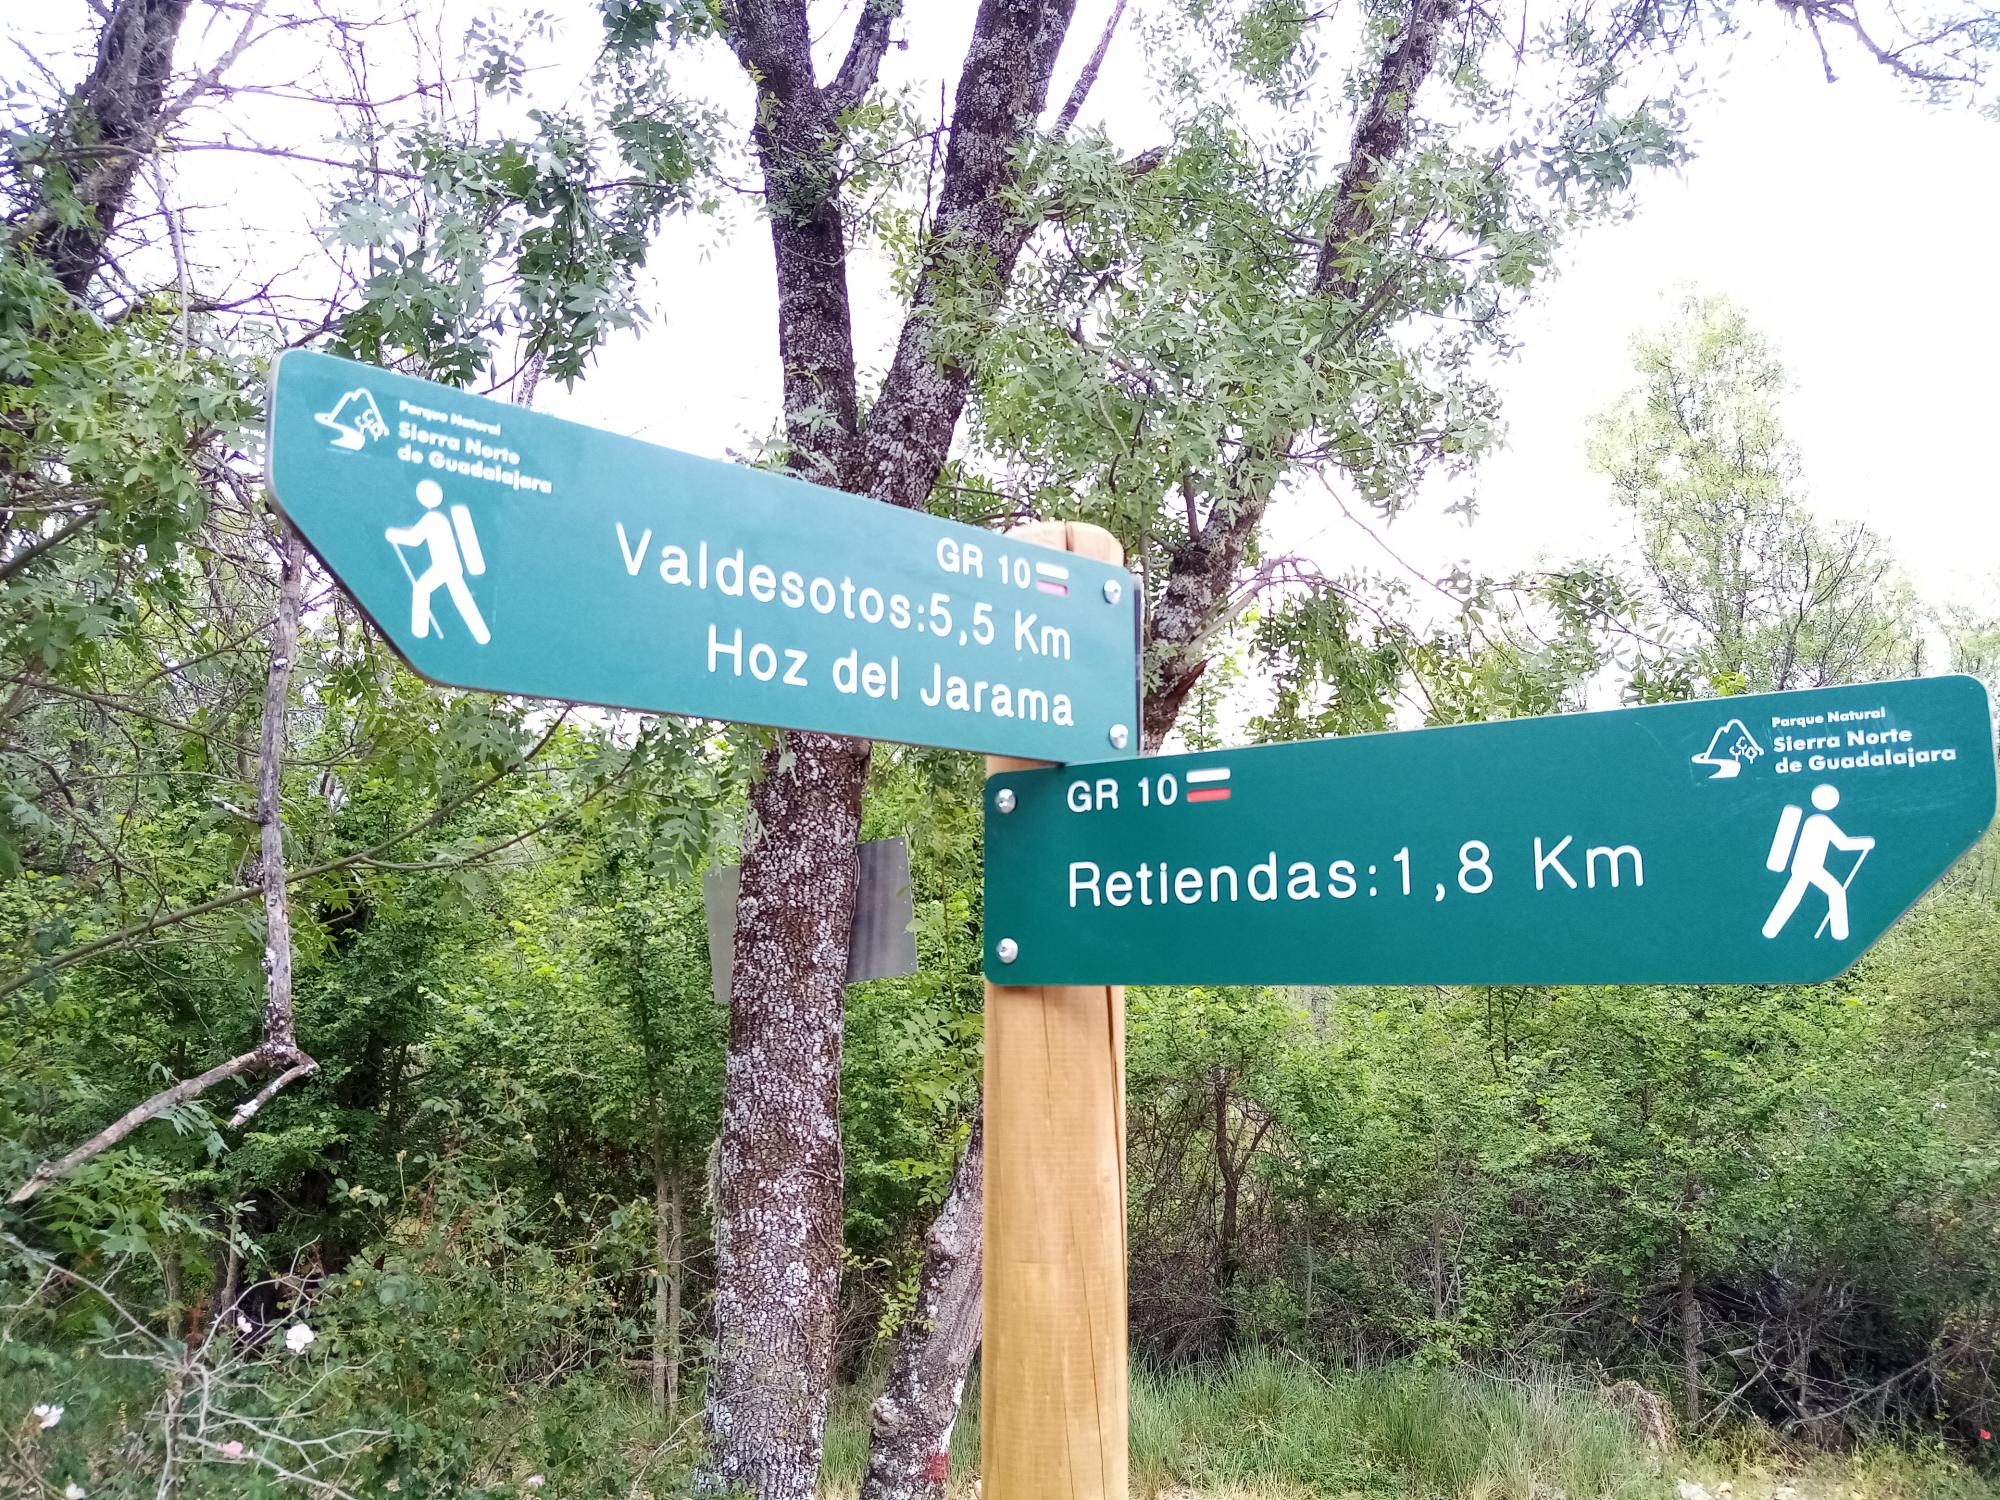 Parque Natural
Sierra Norte
de Guadalajara
GR 10
Valdesotos:5,5 Km
Hoz del Jarama
Parque Natural
Sierra Norte
de Guadalajara
GR 10
Retiendas:1,8 Km